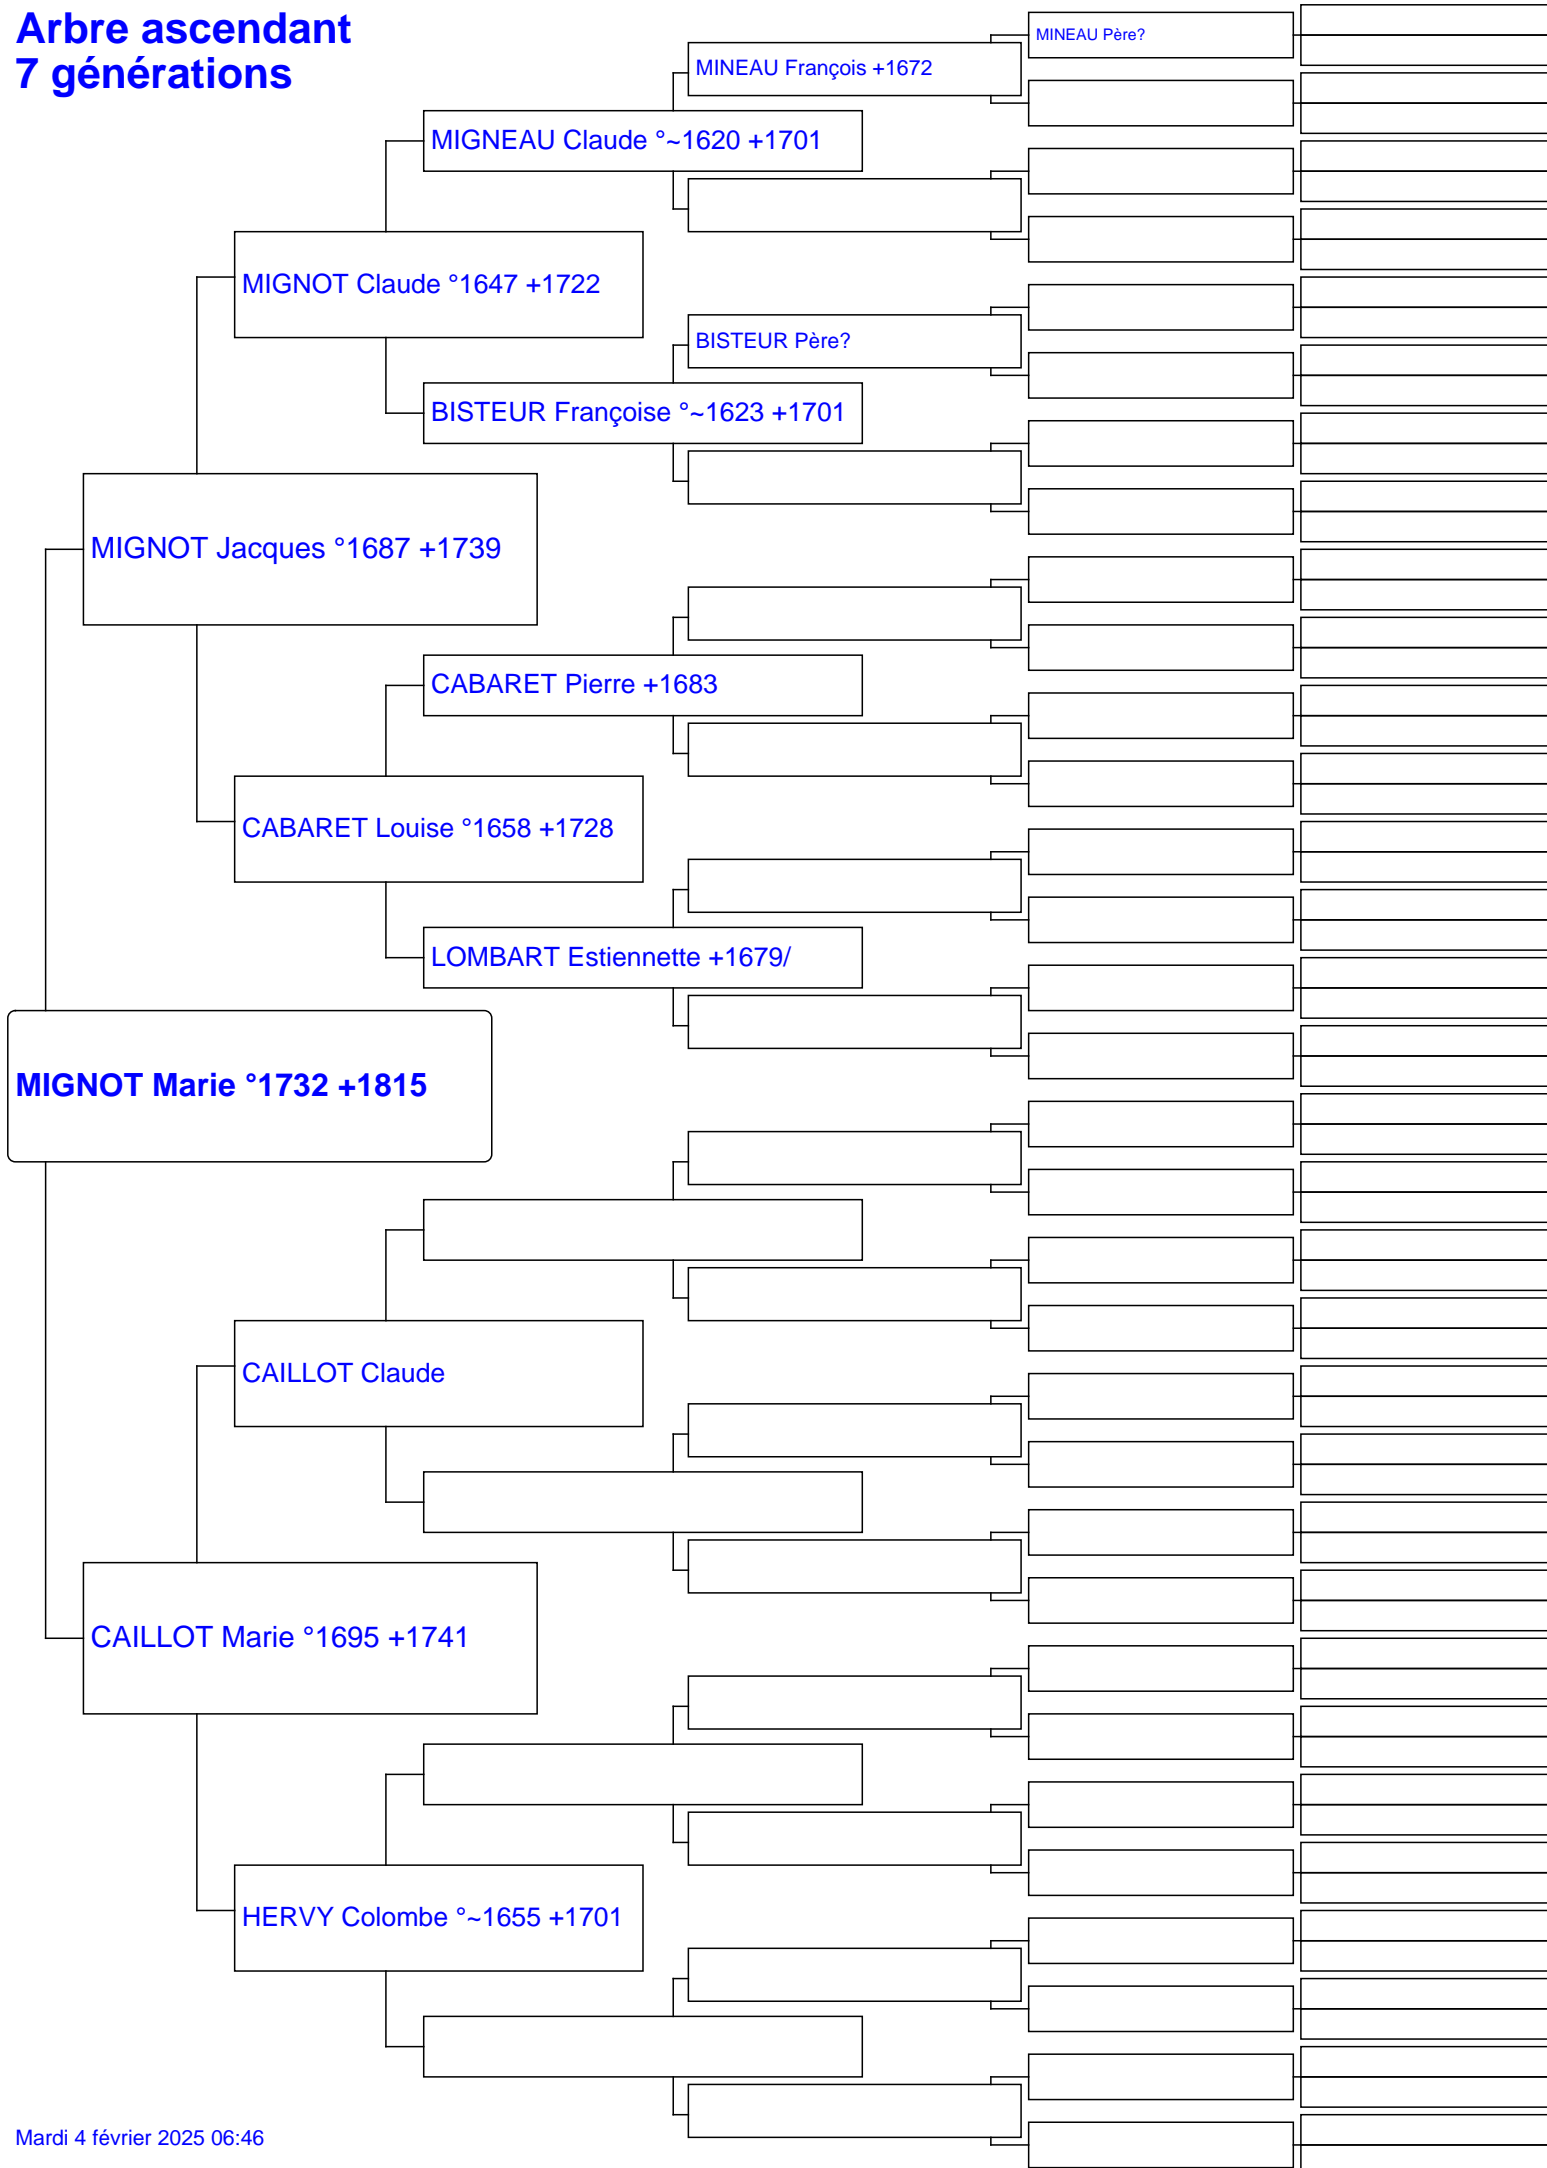 Arbre ascendant
7 générations
MINEAU Père?
MINEAU François +1672
MIGNEAU Claude °~1620 +1701
MIGNOT Claude °1647 +1722
BISTEUR Père?
BISTEUR Françoise °~1623 +1701
MIGNOT Jacques °1687 +1739
CABARET Pierre +1683
CABARET Louise °1658 +1728
LOMBART Estiennette +1679/
MIGNOT Marie °1732 +1815
CAILLOT Claude
CAILLOT Marie °1695 +1741
HERVY Colombe °~1655 +1701
Mardi 4 février 2025 06:46